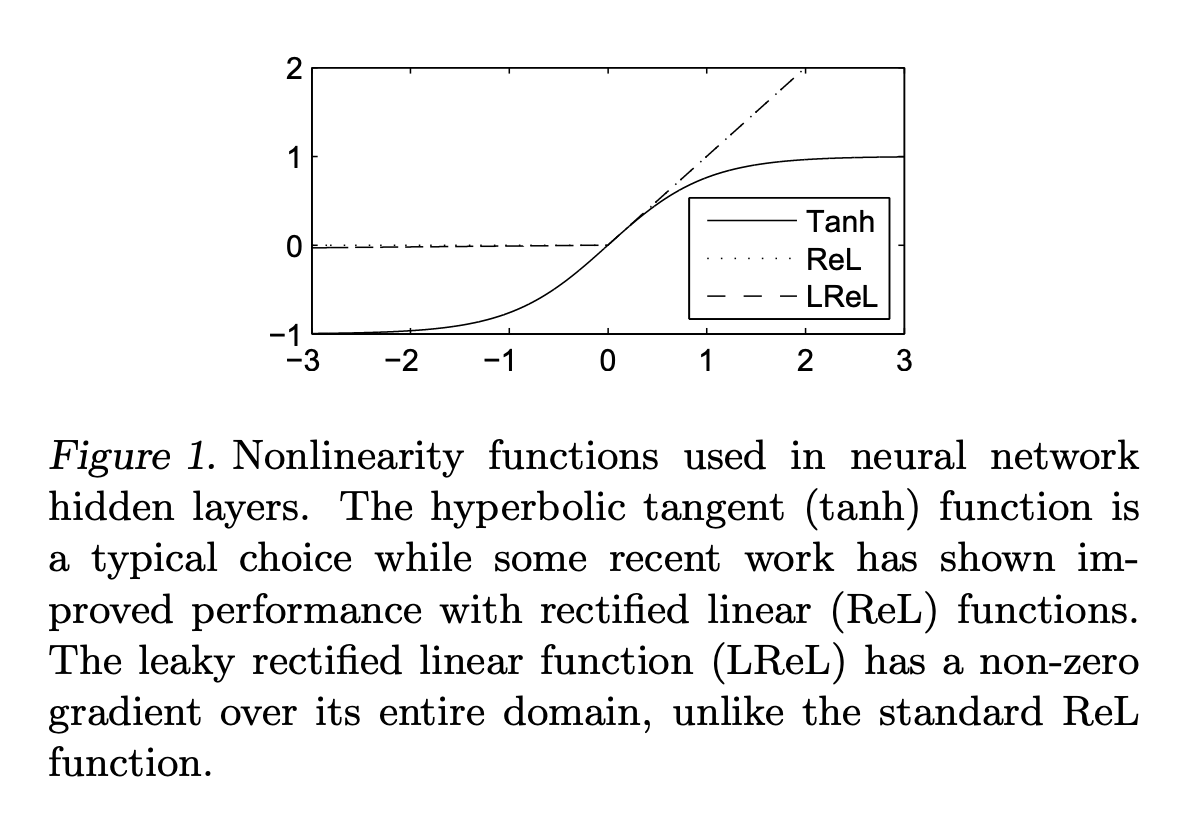 2
1
0
−1
Tanh
ReL
LReL
−3 −2 −1 0 1 2 3
Figure 1. Nonlinearity functions used in neural network
hidden layers. The hyperbolic tangent (tanh) function is
a typical choice while some recent work has shown im-
proved performance with rectified linear (ReL) functions.
The leaky rectified linear function (LReL) has a non-zero
gradient over its entire domain, unlike the standard ReL
function.